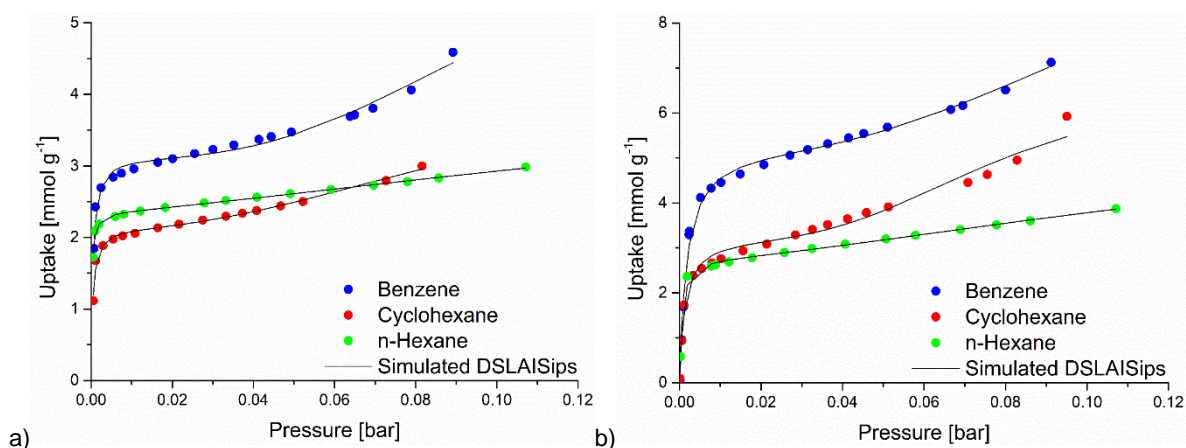 5
4
3
2
1
0
Uptake [mmol g⁻¹]
Benzene
Cyclohexane
n-Hexane
Simulated DSLAISips
0.00 0.02 0.04 0.06 0.08 0.10 0.12
Pressure [bar]
a)
8
6
4
2
0
Uptake [mmol g⁻¹]
Benzene
Cyclohexane
n-Hexane
Simulated DSLAISips
0.00 0.02 0.04 0.06 0.08 0.10 0.12
Pressure [bar]
b)